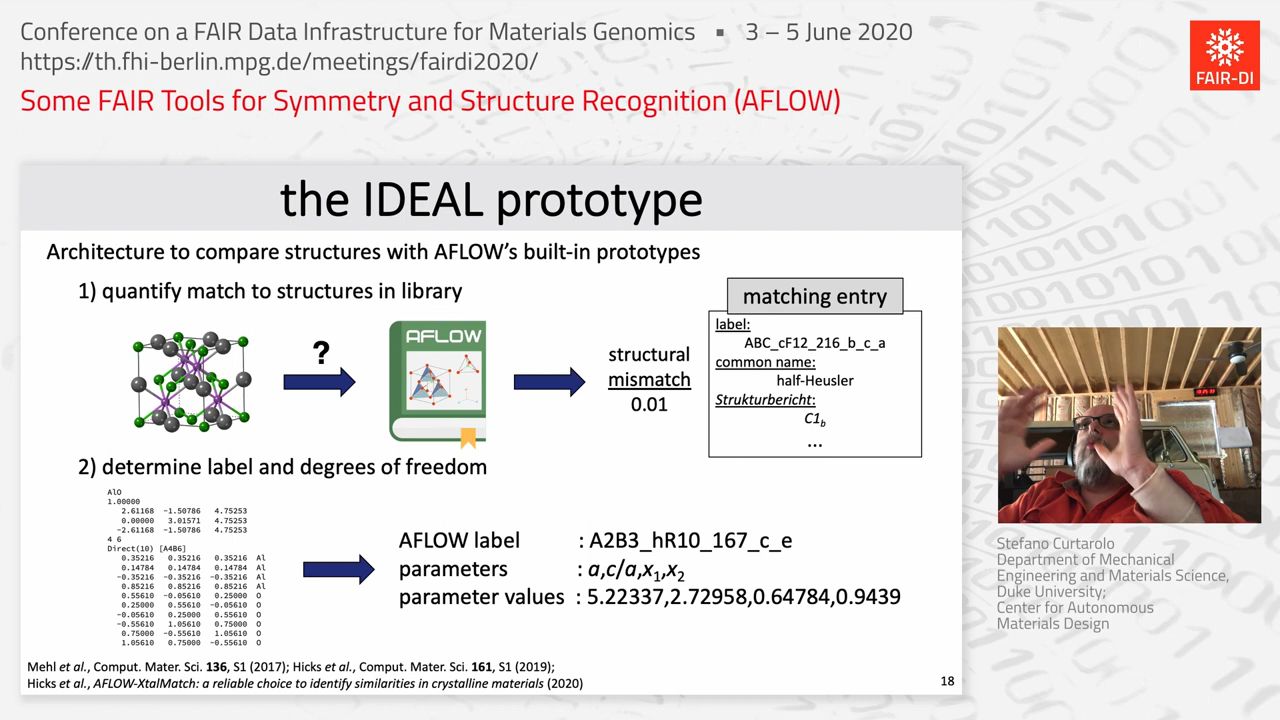 Conference on a FAIR Data Infrastructure for Materials Genomics ▪ 3 – 5 June 2020
https://th.fhi-berlin.mpg.de/meetings/fairdi2020/
Some FAIR Tools for Symmetry and Structure Recognition (AFLOW)
FAIR-DI
the IDEAL prototype
Architecture to compare structures with AFLOW’s built-in prototypes
1) quantify match to structures in library
?
AFLOW
structural
mismatch
0.01
matching entry
label:
ABC_cF12_216_b_c_a
common name:
half-Heusler
Strukturbericht:
C1b
...
2) determine label and degrees of freedom
AlO
1.00000
2.61168 -1.50786 4.75253
0.00000 3.01571 4.75253
-2.61168 -1.50786 4.75253
4 6
Direct(10) [A4B6]
0.35216 0.35216 0.35216 Al
0.14784 0.14784 0.14784 Al
-0.35216 -0.35216 -0.35216 Al
0.85216 0.85216 0.85216 Al
0.55610 -0.05610 0.25000 O
0.25000 0.55610 -0.05610 O
-0.05610 0.25000 0.55610 O
-0.55610 1.05610 0.75000 O
0.75000 -0.55610 1.05610 O
1.05610 0.75000 -0.55610 O
AFLOW label : A2B3_hR10_167_c_e
parameters : a,c/a,x1,x2
parameter values : 5.22337,2.72958,0.64784,0.9439
Mehl et al., Comput. Mater. Sci. 136, S1 (2017); Hicks et al., Comput. Mater. Sci. 161, S1 (2019);
Hicks et al., AFLOW-XtalMatch: a reliable choice to identify similarities in crystalline materials (2020)
18
Stefano Curtarolo
Department of Mechanical
Engineering and Materials Science,
Duke University;
Center for Autonomous
Materials Design